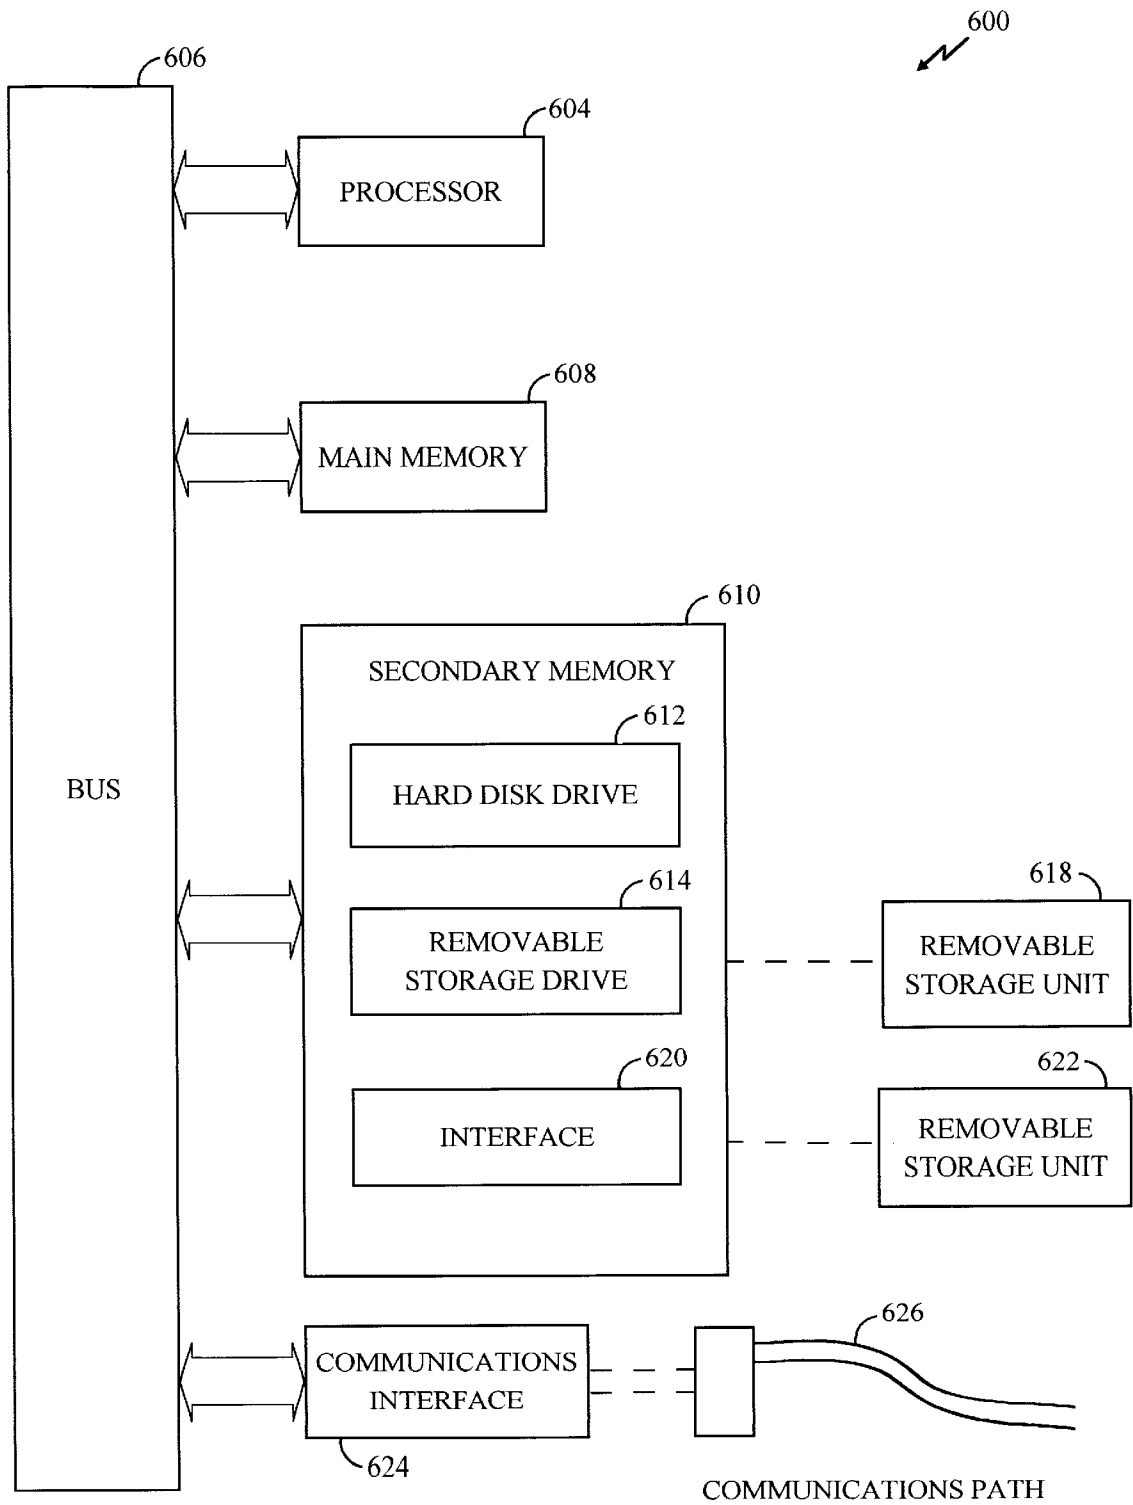 600
606
604
PROCESSOR
608
MAIN MEMORY
610
SECONDARY MEMORY
612
HARD DISK DRIVE
BUS
614
REMOVABLE
STORAGE DRIVE
618
REMOVABLE
STORAGE UNIT
620
INTERFACE
622
REMOVABLE
STORAGE UNIT
626
COMMUNICATIONS
INTERFACE
624
COMMUNICATIONS PATH